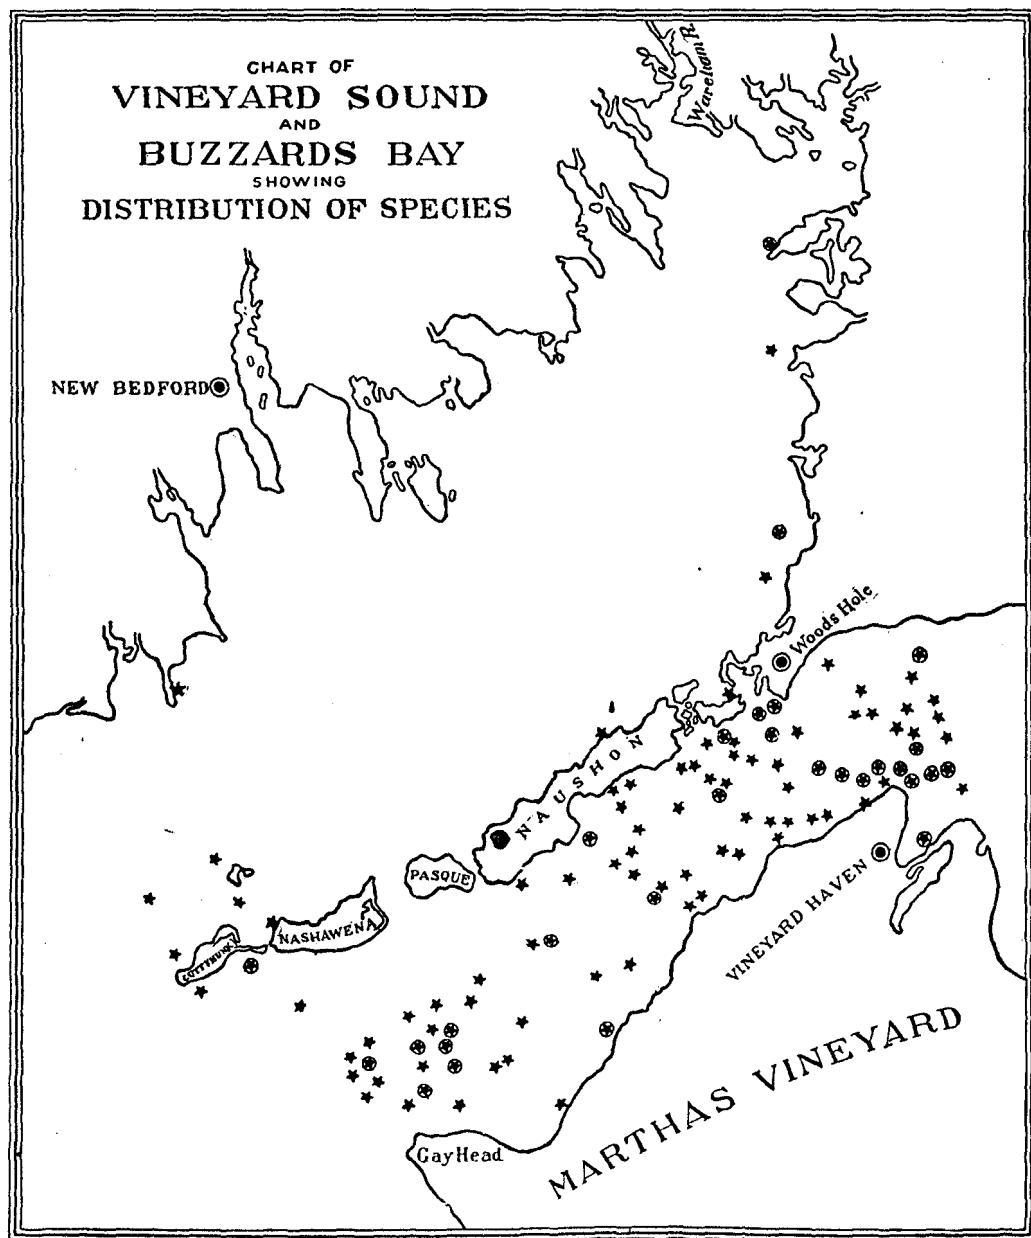 CHART OF
VINEYARD SOUND
AND
BUZZARDS BAY
SHOWING
DISTRIBUTION OF SPECIES
Wareham R.
NEW BEDFORD
Woods Hole
NAUSHON
PASQUE
NASHAWENA
CUTTYHUNK
VINEYARD HAVEN
MARTHAS VINEYARD
Gay Head